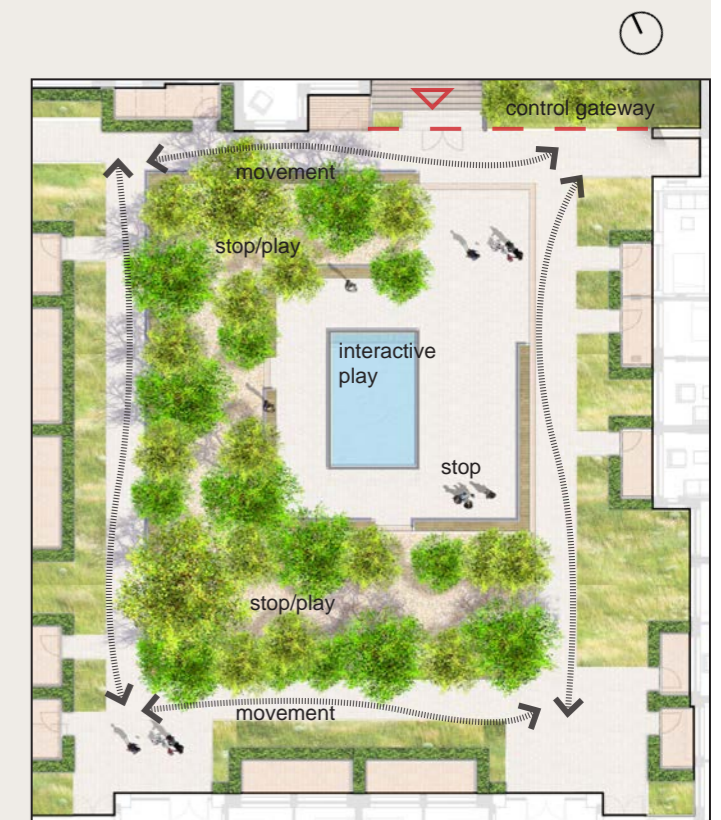 control gateway
movement
stop/play
interactive
play
stop
stop/play
movement